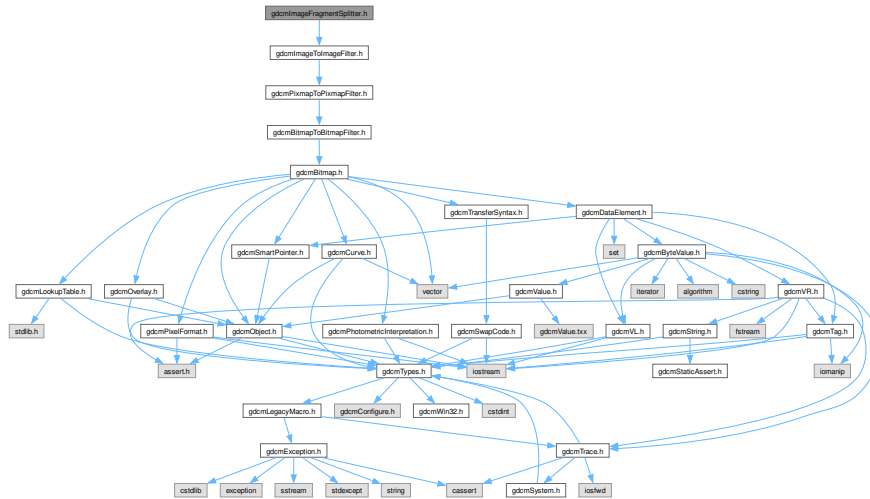 gdcmImageFragmentSplitter.h
gdcmImageToImageFilter.h
gdcmPixmapToPixmapFilter.h
gdcmBitmapToBitmapFilter.h
gdcmBitmap.h
gdcmTransferSyntax.h
gdcmDataElement.h
gdcmSmartPointer.h
gdcmCurve.h
set
gdcmByteValue.h
gdcmLookupTable.h
gdcmOverlay.h
vector
gdcmValue.h
iterator
algorithm
cstring
gdcmVR.h
stdlib.h
gdcmPixelFormat.h
gdcmObject.h
gdcmPhotometricInterpretation.h
gdcmSwapCode.h
gdcmValue.txx
gdcmVL.h
gdcmString.h
fstream
gdcmTag.h
assert.h
gdcmTypes.h
iostream
gdcmStaticAssert.h
iomanip
gdcmLegacyMacro.h
gdcmConfigure.h
gdcmWin32.h
cstdint
gdcmException.h
gdcmTrace.h
cstdlib
exception
sstream
stdexcept
string
cassert
gdcmSystem.h
iosfwd